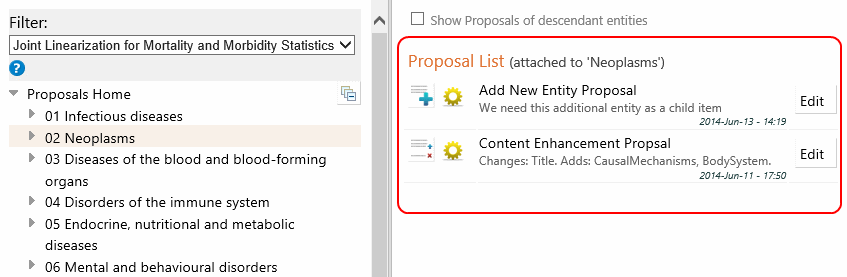 Filter:
Joint Linearization for Mortality and Morbidity Statistics
?
Proposals Home
01 Infectious diseases
02 Neoplasms
03 Diseases of the blood and blood-forming
organs
04 Disorders of the immune system
05 Endocrine, nutritional and metabolic
diseases
06 Mental and behavioural disorders
Show Proposals of descendant entities
Proposal List (attached to 'Neoplasms')
Add New Entity Proposal
We need this additional entity as a child item
2014-Jun-13 - 14:19
Edit
Content Enhancement Propsal
Changes: Title. Adds: CausalMechanisms, BodySystem.
2014-Jun-11 - 17:50
Edit